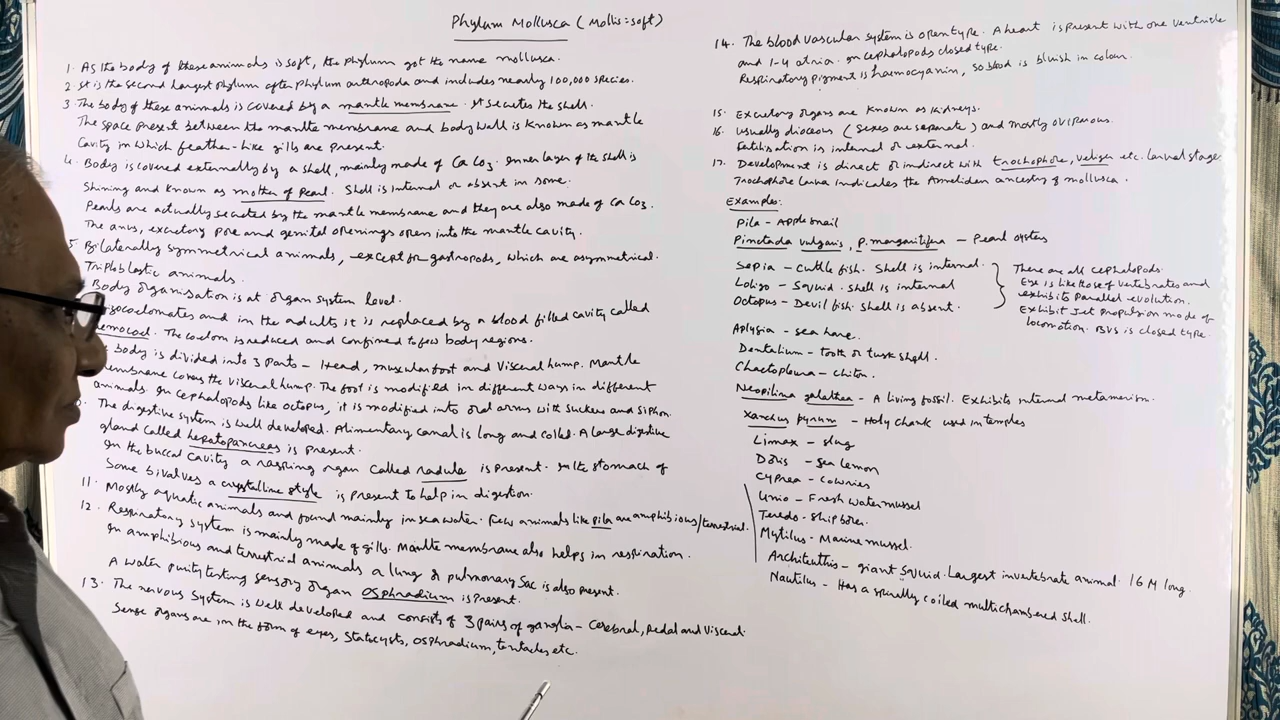 Phylum Mollusca (Mollis = soft)
1. As the body of these animals is soft, the phylum got the name mollusca.
2. It is the second largest phylum after phylum arthropoda and includes nearly 100,000 species.
3. The body of these animals is covered by a mantle membrane. It secretes the shell.
The space present between the mantle membrane and body wall is known as mantle
cavity in which feather-like gills are present.
4. Body is covered externally by a shell, mainly made of CaCO3. Inner layer of the shell is
shining and known as mother of pearl. Shell is internal or absent in some.
Pearls are actually secreted by the mantle membrane and they are also made of CaCO3.
The anus, excretory pore and genital openings open into the mantle cavity.
5. Bilaterally symmetrical animals, except for gastropods, which are asymmetrical.
Triphoblastic animals.
Body organisation is at organ system level.
zocoelomates and in the adults it is replaced by a blood filled cavity called
emocoel. The coelom is reduced and confined to few body regions.
body is divided into 3 parts - Head, muscular foot and visceral hump. Mantle
membrane covers the visceral hump. The foot is modified in different ways in different
animals. In cephalopods like octopus, it is modified into oral arms with suckers and siphon.
The digestive system is well developed. Alimentary canal is long and coiled. A large digestive
gland called hepatopancreas is present.
In the buccal cavity a rasping organ called radula is present. In the stomach of
Some bivalves a crystalline style is present to help in digestion.
11. Mostly aquatic animals and found mainly in sea water. Few animals like pila are amphibious/terrestrial.
12. Respiratory system is mainly made of gills. Mantle membrane also helps in respiration.
In amphibious and terrestrial animals a lung or pulmonary sac is also present.
A water purity testing sensory organ osphradium is present.
13. The nervous system is well developed and consists of 3 pairs of ganglia - cerebral, pedal and visceral.
Sense organs are in the form of eyes, statocysts, osphradium, tentacles etc.
14. The blood vascular system is open type. A heart is present with one ventricle
and 1-4 atria. In cephalopods closed type.
Respiratory pigment is haemocyanin, so blood is bluish in colour.
15. Excretory organs are known as kidneys.
16. Usually dioceous (sexes are separate) and mostly oviparous.
Fertilisation is internal or external.
17. Development is direct or indirect with trochophore, veliger etc. larval stages
Trochophore larva indicates the Annelidan ancestry of mollusca.
Examples:
Pila - Apple snail
Pinctada vulgaris, P. margaritifera - Pearl oysters
Sepia - Cuttle fish. Shell is internal.
Loligo - Squid. Shell is internal
Octopus - Devil fish. Shell is absent.
There are all cephalopods.
Eye is like those of vertebrates and
exhibits parallel evolution.
Exhibit Jet propulsion mode of
locomotion. BVS is closed type.
Aplysia - sea hare.
Dentalium - tooth or tusk shell.
Chaetopleura - chiton.
Neopilina galathea - A living fossil. Exhibits internal metamerism.
Xanchus pyrum - Holy chank used in temples
Limax - slug
Doris - sea lemon
Cyprea - Cowries
Unio - Fresh water mussel
Teredo - Ship borer.
Mytilus - Marine mussel.
Architeuthis - giant squid. Largest invertebrate animal. 16 M long.
Nautilus - Has a spirally coiled multichambered shell.